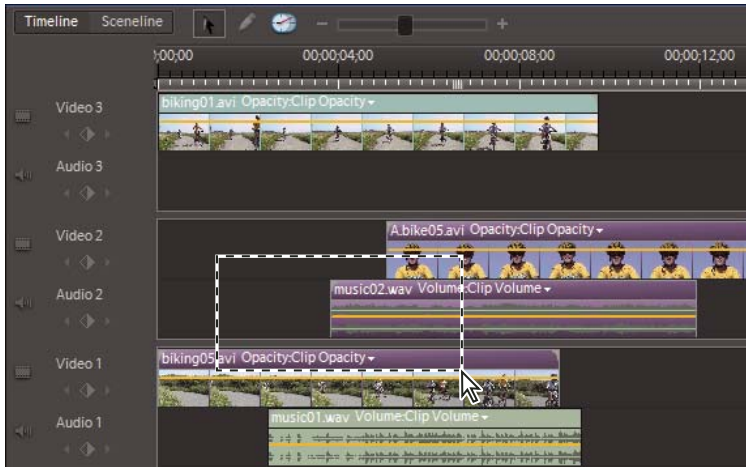 Timeline Sceneline
;00;00 00;00;04;00 00;00;08;00 00;00;12;00
Video 3
biking01.avi Opacity:Clip Opacity
Audio 3
Video 2
A.bike05.avi Opacity:Clip Opacity
Audio 2
music02.wav Volume:Clip Volume
Video 1
biking05.avi Opacity:Clip Opacity
Audio 1
music01.wav Volume:Clip Volume